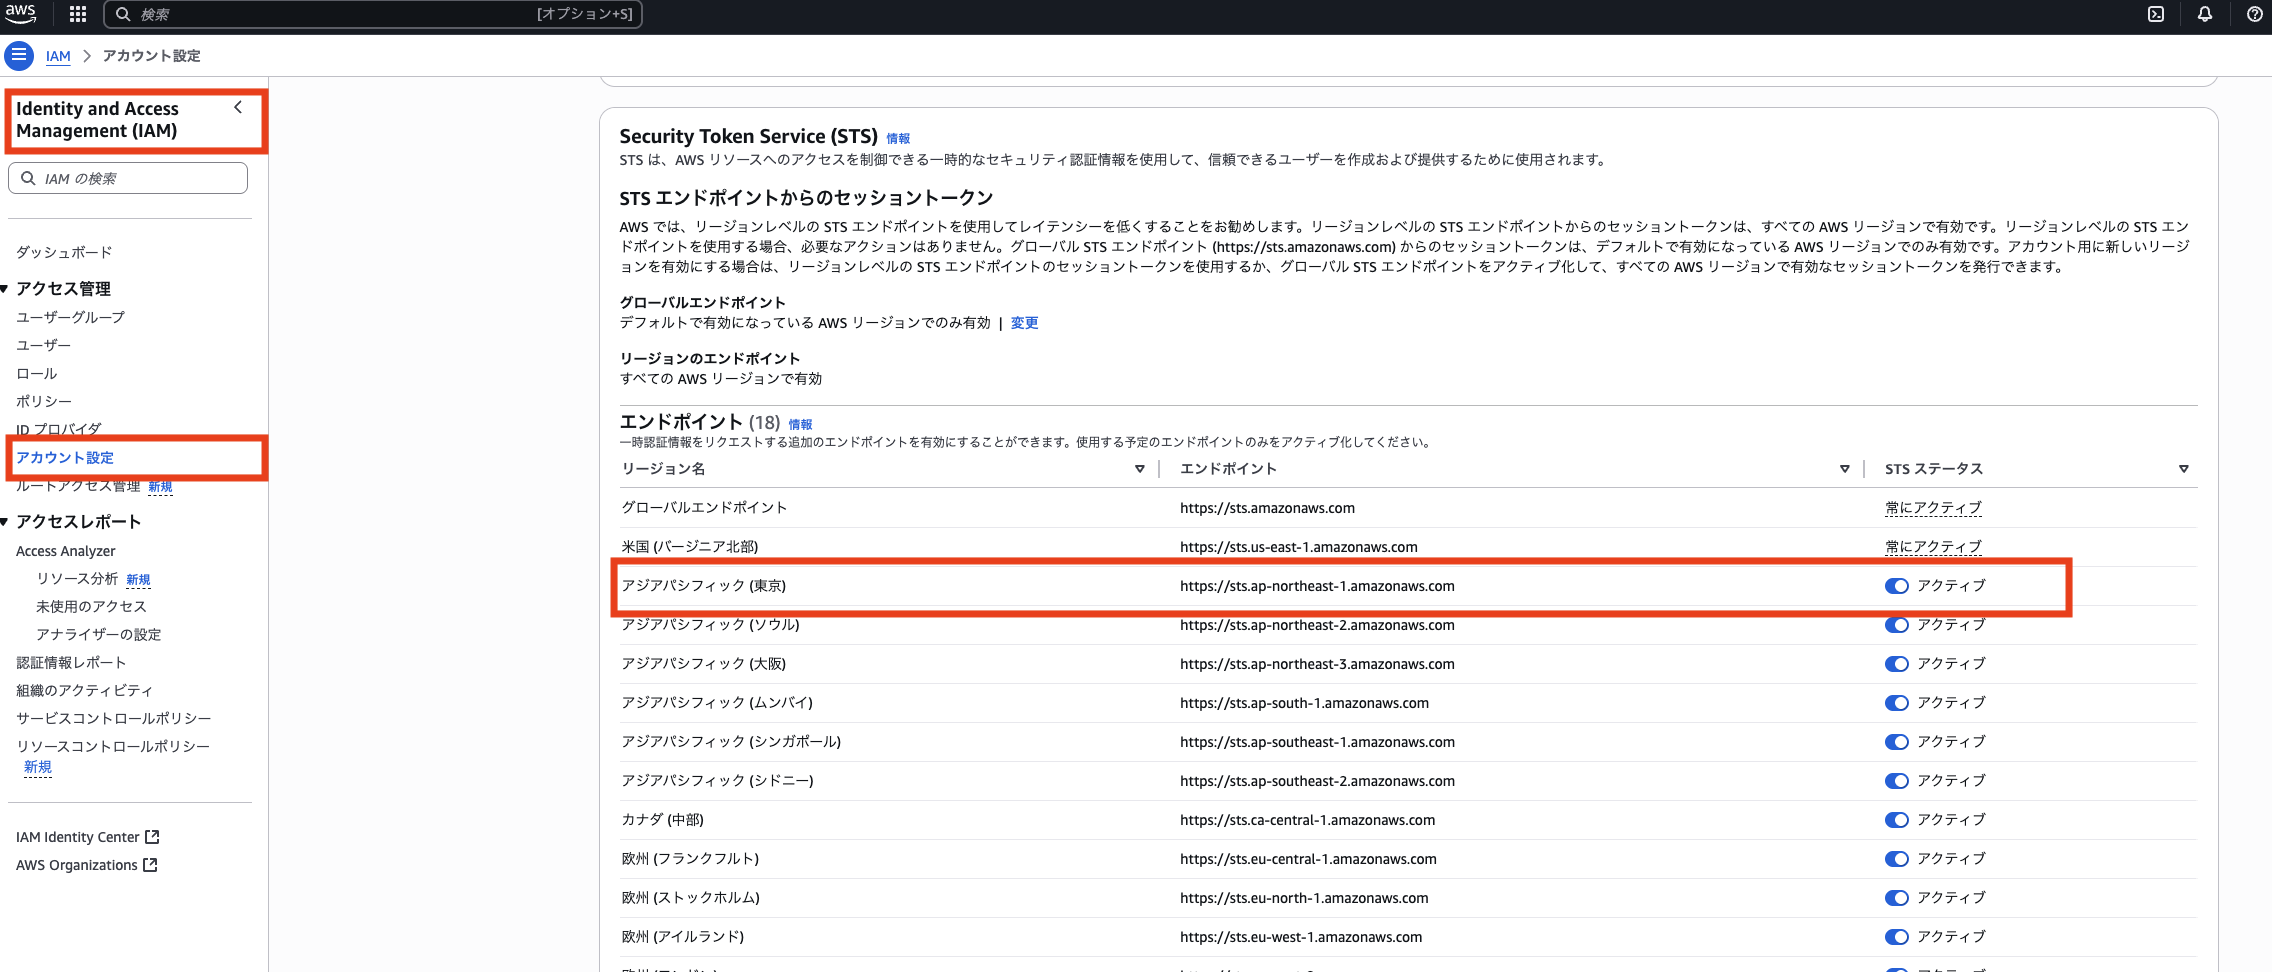 aws
検索
[オプション+S]
IAM
アカウント設定
Identity and Access
Management (IAM)
IAM の検索
ダッシュボード
アクセス管理
ユーザーグループ
ユーザー
ロール
ポリシー
ID プロバイダ
アカウント設定
ルートアクセス管理 新規
アクセスレポート
Access Analyzer
リソース分析 新規
未使用のアクセス
アナライザーの設定
認証情報レポート
組織のアクティビティ
サービスコントロールポリシー
リソースコントロールポリシー
新規
IAM Identity Center
AWS Organizations
Security Token Service (STS) 情報
STS は、AWS リソースへのアクセスを制御できる一時的なセキュリティ認証情報を使用して、信頼できるユーザーを作成および提供するために使用されます。
STS エンドポイントからのセッショントークン
AWS では、リージョンレベルの STS エンドポイントを使用してレイテンシーを低くすることをお勧めします。リージョンレベルの STS エンドポイントからのセッショントークンは、すべての AWS リージョンで有効です。リージョンレベルの STS エン
ドポイントを使用する場合、必要なアクションはありません。グローバル STS エンドポイント (https://sts.amazonaws.com) からのセッショントークンは、デフォルトで有効になっている AWS リージョンでのみ有効です。アカウント用に新しいリージ
ョンを有効にする場合は、リージョンレベルの STS エンドポイントのセッショントークンを使用するか、グローバル STS エンドポイントをアクティブ化して、すべての AWS リージョンで有効なセッショントークンを発行できます。
グローバルエンドポイント
デフォルトで有効になっている AWS リージョンでのみ有効 | 変更
リージョンのエンドポイント
すべての AWS リージョンで有効
エンドポイント (18) 情報
一時認証情報をリクエストする追加のエンドポイントを有効にすることができます。使用する予定のエンドポイントのみをアクティブ化してください。
リージョン名 エンドポイント STS ステータス
グローバルエンドポイント https://sts.amazonaws.com 常にアクティブ
米国 (バージニア北部) https://sts.us-east-1.amazonaws.com 常にアクティブ
アジアパシフィック (東京) https://sts.ap-northeast-1.amazonaws.com アクティブ
アジアパシフィック (ソウル) https://sts.ap-northeast-2.amazonaws.com アクティブ
アジアパシフィック (大阪) https://sts.ap-northeast-3.amazonaws.com アクティブ
アジアパシフィック (ムンバイ) https://sts.ap-south-1.amazonaws.com アクティブ
アジアパシフィック (シンガポール) https://sts.ap-southeast-1.amazonaws.com アクティブ
アジアパシフィック (シドニー) https://sts.ap-southeast-2.amazonaws.com アクティブ
カナダ (中部) https://sts.ca-central-1.amazonaws.com アクティブ
欧州 (フランクフルト) https://sts.eu-central-1.amazonaws.com アクティブ
欧州 (ストックホルム) https://sts.eu-north-1.amazonaws.com アクティブ
欧州 (アイルランド) https://sts.eu-west-1.amazonaws.com アクティブ